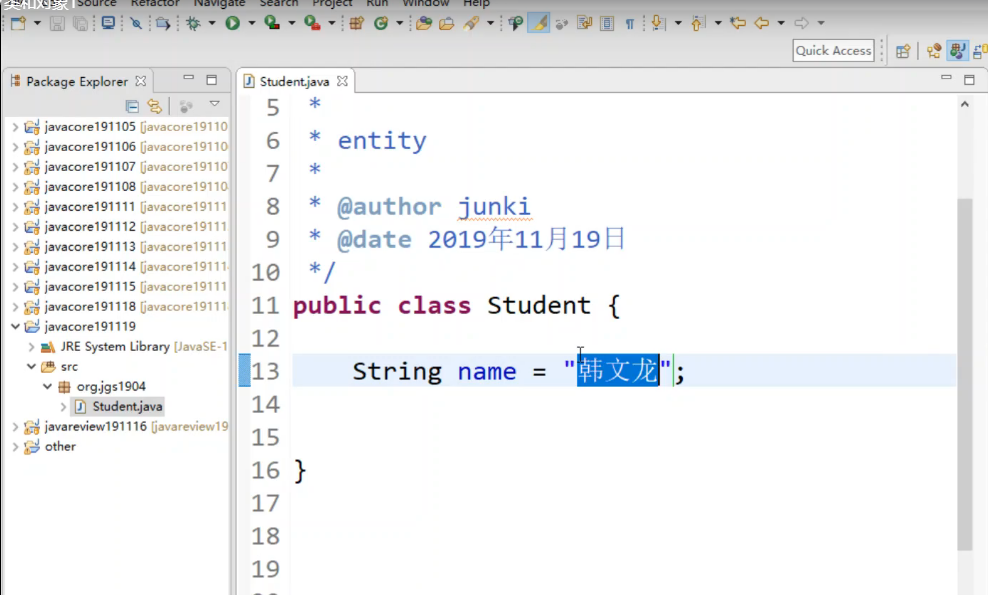 类和对象1
Source Refactor Navigate Search Project Run Window Help
Quick Access
Package Explorer
javacore191105 [javacore19110
javacore191106 [javacore19110
javacore191107 [javacore19110
javacore191108 [javacore19110
javacore191111 [javacore19111
javacore191112 [javacore19111
javacore191113 [javacore19111
javacore191114 [javacore19111
javacore191115 [javacore19111
javacore191118 [javacore19111
javacore191119
JRE System Library [JavaSE-1
src
org.jgs1904
Student.java
javareview191116 [javareview19
other
Student.java
5 *
6 * entity
7 *
8 * @author junki
9 * @date 2019年11月19日
10 */
11 public class Student {
12
13 String name = "韩文龙";
14
15
16 }
17
18
19